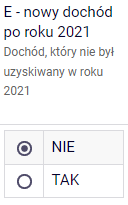 E - nowy dochód
po roku 2021
Dochód, który nie był
uzyskiwany w roku
2021
NIE
TAK